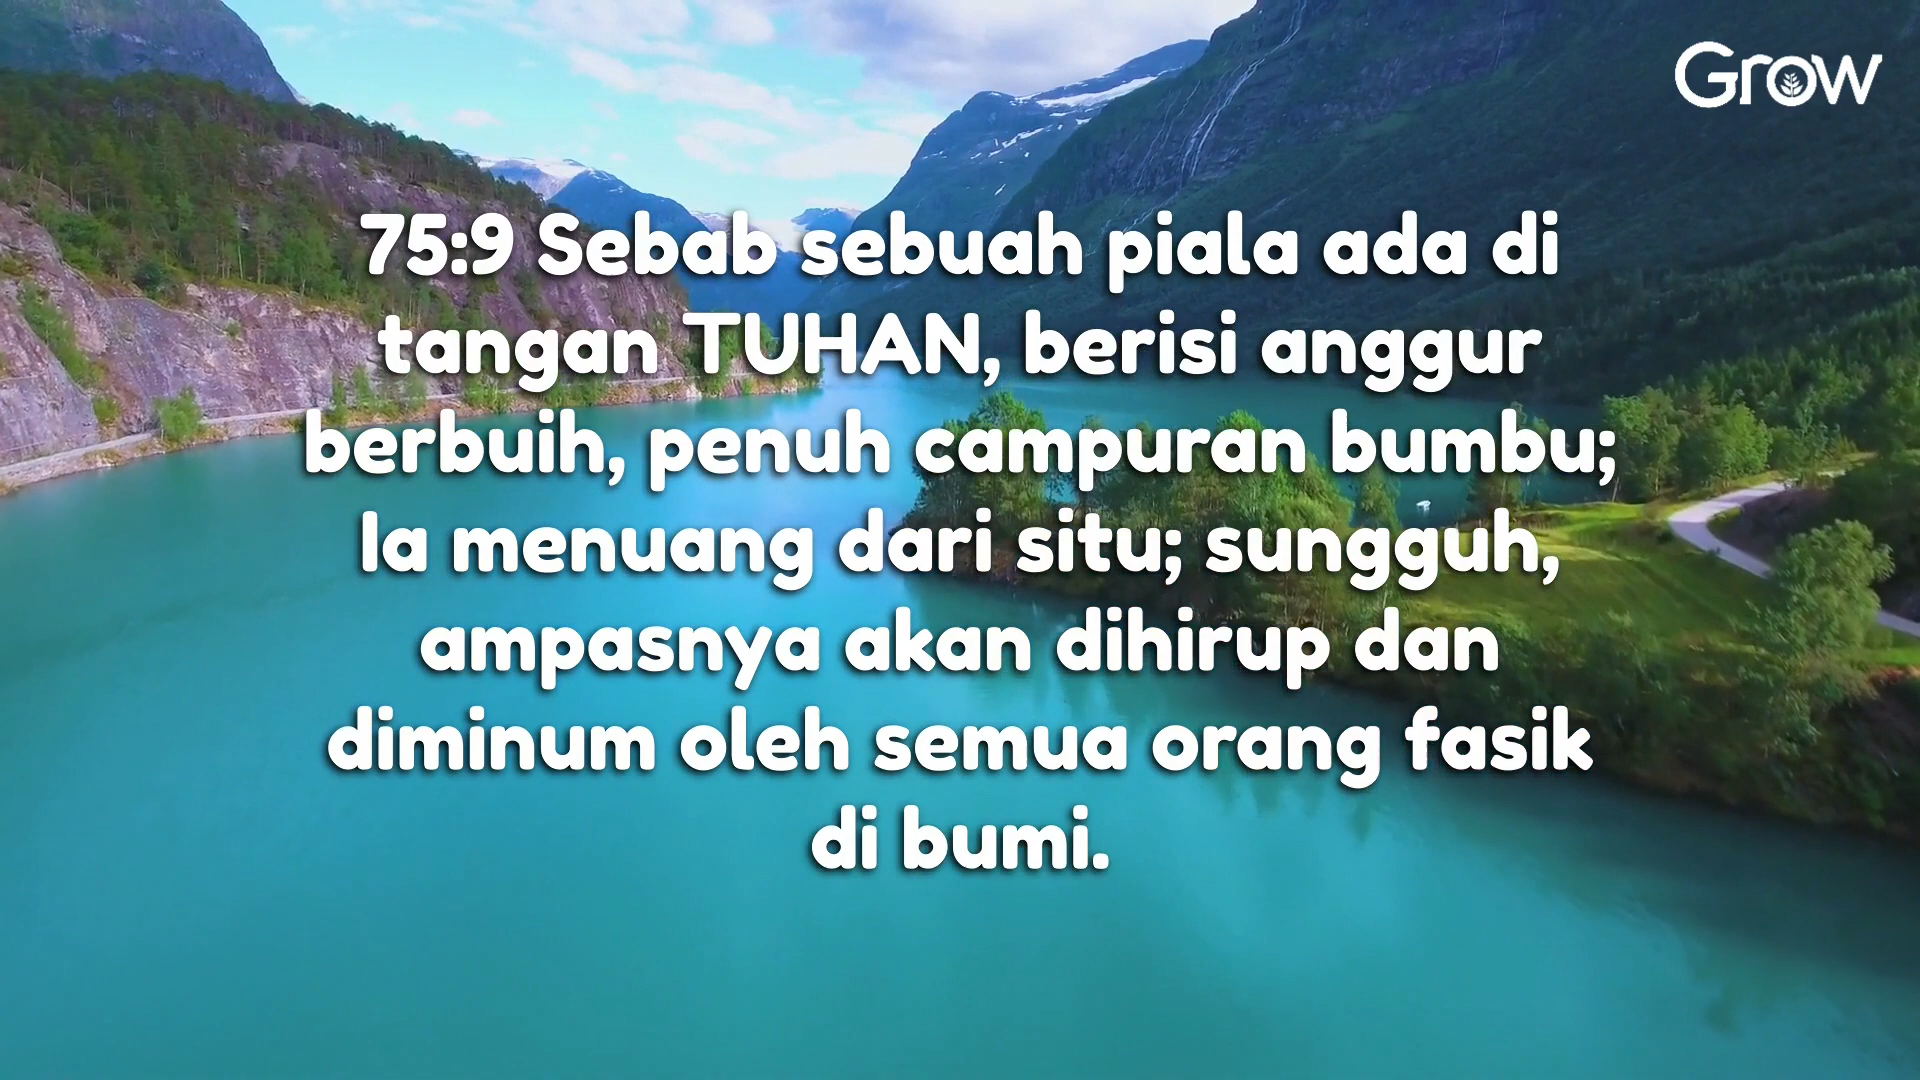 Grow
75:9 Sebab sebuah piala ada di
tangan TUHAN, berisi anggur
berbuih, penuh campuran bumbu;
Ia menuang dari situ; sungguh,
ampasnya akan dihirup dan
diminum oleh semua orang fasik
di bumi.